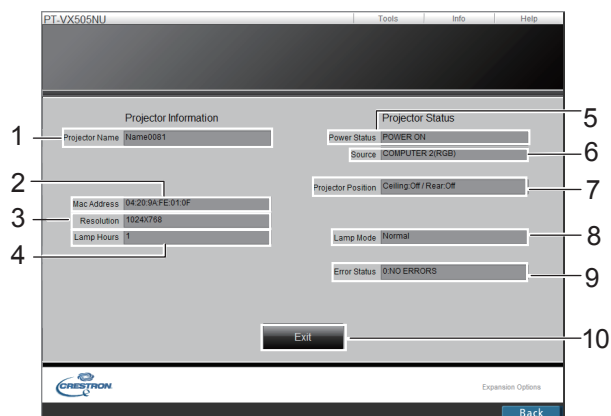 PT-VX505NU Tools Info Help
Projector Information
Projector Status
1 Projector Name Name0081
5
Power Status POWER ON
Source COMPUTER 2(RGB) 6
2
Projector Position Ceiling:Off / Rear:Off 7
Mac Address 04:20:9A:FE:01:0F
3 Resolution 1024X768
Lamp Hours 1
4
Lamp Mode Normal 8
Error Status 0:NO ERRORS 9
Exit 10
CRESTRON
Expansion Options
Back